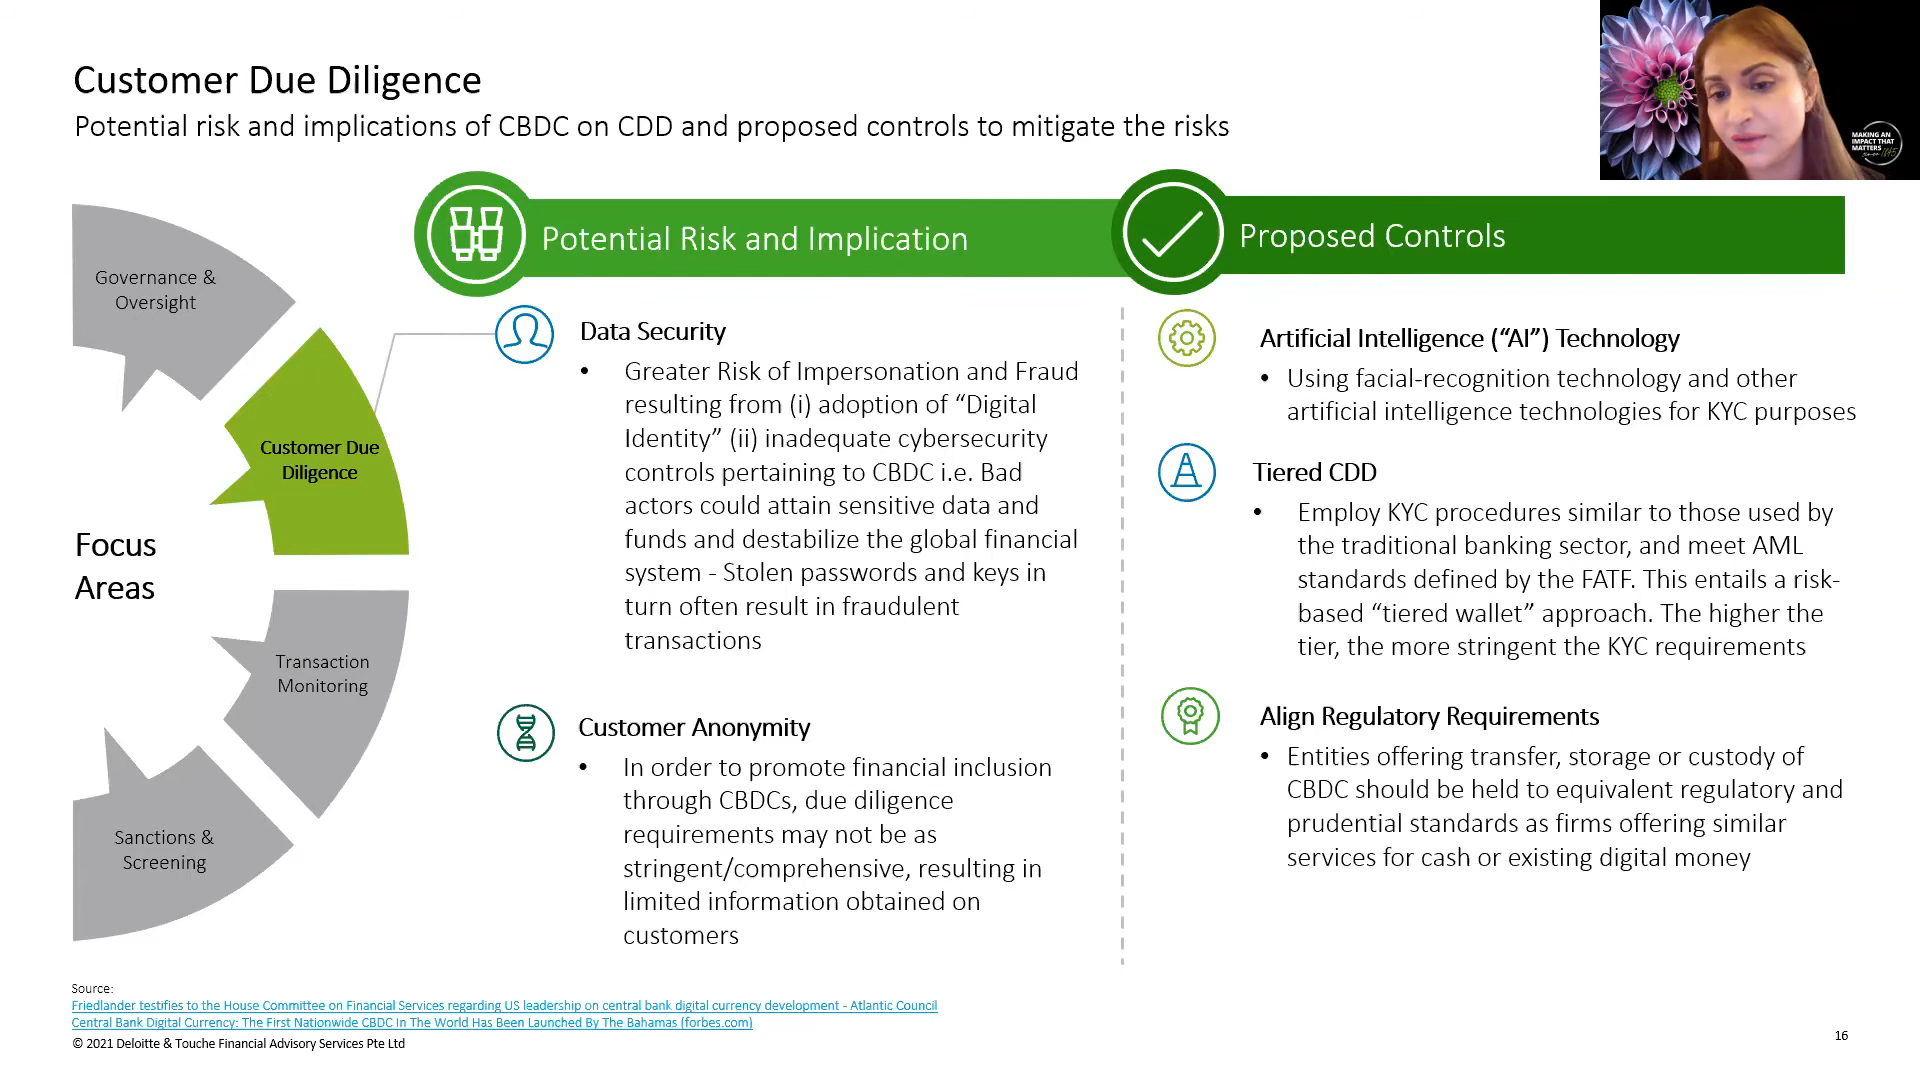 Customer Due Diligence
Potential risk and implications of CBDC on CDD and proposed controls to mitigate the risks
MAKING AN
IMPACT THAT
MATTERS
since 1845
Governance &
Oversight
Customer Due
Diligence
Focus
Areas
Transaction
Monitoring
Sanctions &
Screening
Potential Risk and Implication
Data Security
• Greater Risk of Impersonation and Fraud
resulting from (i) adoption of “Digital
Identity” (ii) inadequate cybersecurity
controls pertaining to CBDC i.e. Bad
actors could attain sensitive data and
funds and destabilize the global financial
system - Stolen passwords and keys in
turn often result in fraudulent
transactions
Customer Anonymity
• In order to promote financial inclusion
through CBDCs, due diligence
requirements may not be as
stringent/comprehensive, resulting in
limited information obtained on
customers
Proposed Controls
Artificial Intelligence (“AI”) Technology
• Using facial-recognition technology and other
artificial intelligence technologies for KYC purposes
Tiered CDD
• Employ KYC procedures similar to those used by
the traditional banking sector, and meet AML
standards defined by the FATF. This entails a risk-
based “tiered wallet” approach. The higher the
tier, the more stringent the KYC requirements
Align Regulatory Requirements
• Entities offering transfer, storage or custody of
CBDC should be held to equivalent regulatory and
prudential standards as firms offering similar
services for cash or existing digital money
Source:
Friedlander testifies to the House Committee on Financial Services regarding US leadership on central bank digital currency development - Atlantic Council
Central Bank Digital Currency: The First Nationwide CBDC In The World Has Been Launched By The Bahamas (forbes.com)
© 2021 Deloitte & Touche Financial Advisory Services Pte Ltd
16